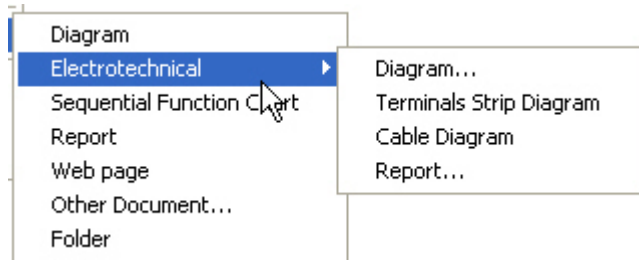 Diagram
Electrotechnical
Sequential Function Chart
Report
Web page
Other Document...
Folder
Diagram...
Terminals Strip Diagram
Cable Diagram
Report...